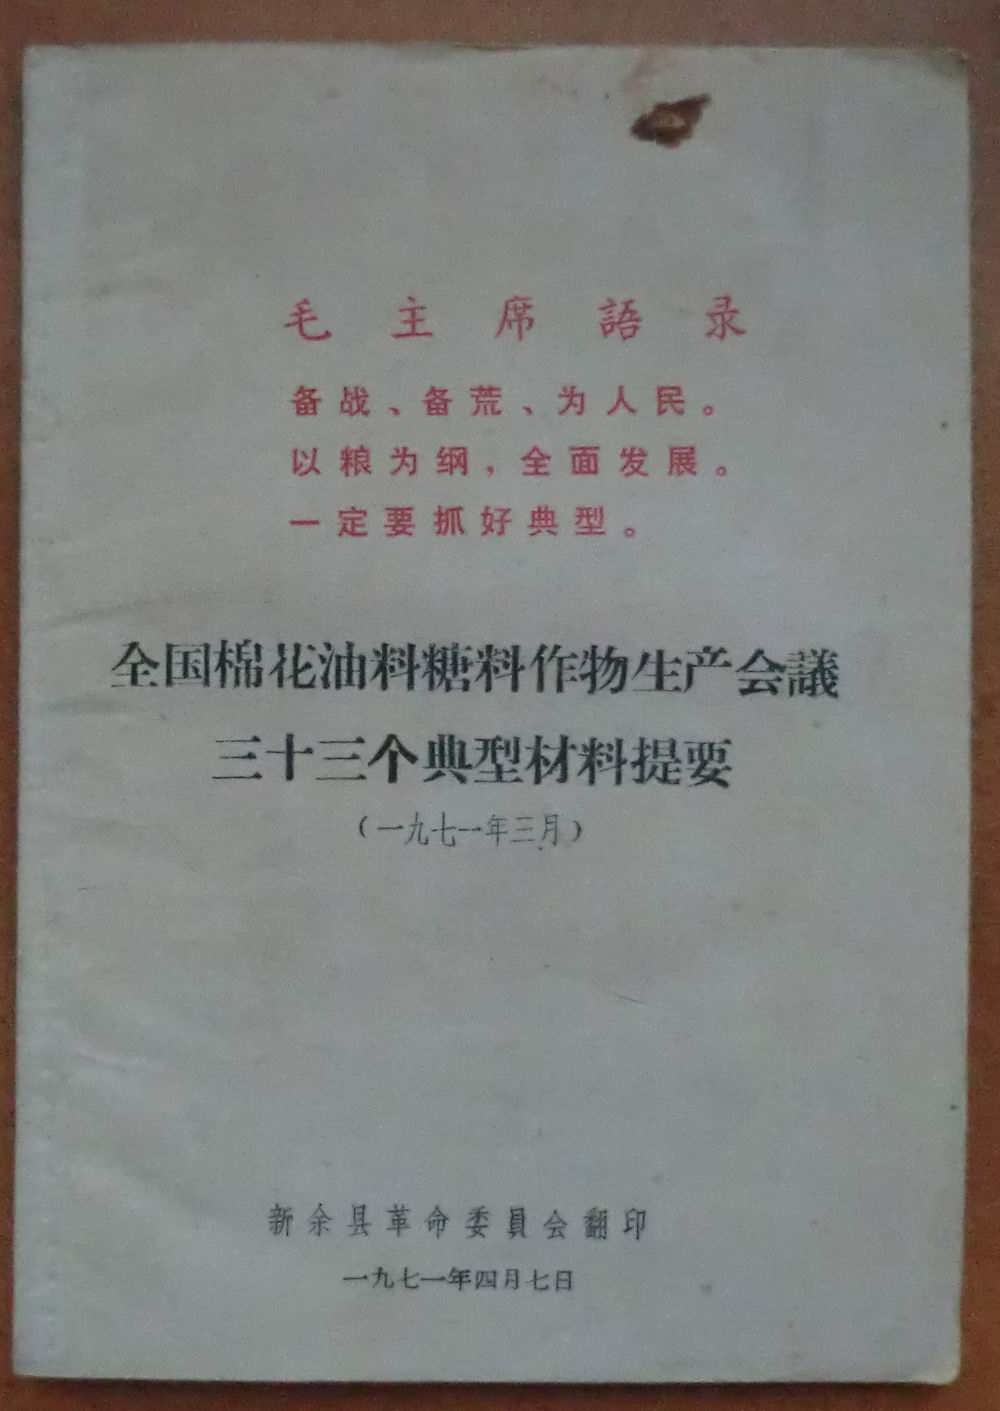 毛主席語录
备战、备荒、为人民。
以粮为纲，全面发展。
一定要抓好典型。
全国棉花油料糖料作物生产会議
三十三个典型材料提要
（一九七一年三月）
新余县革命委員会翻印
一九七一年四月七日